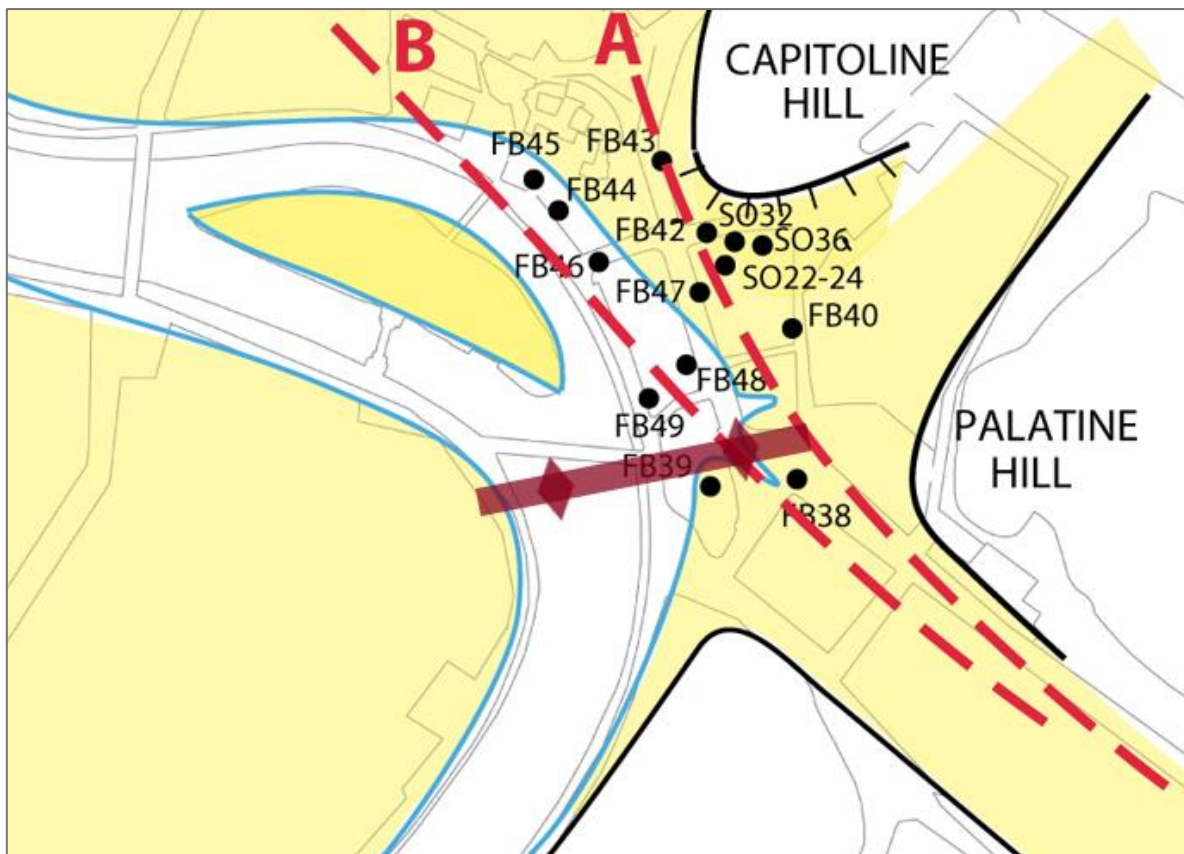 B
A
CAPITOLINE
HILL
FB45
FB43
FB44
FB42
SO32
SO36
FB46
SO22-24
FB47
FB40
FB48
FB49
PALATINE
HILL
FB39
FB38